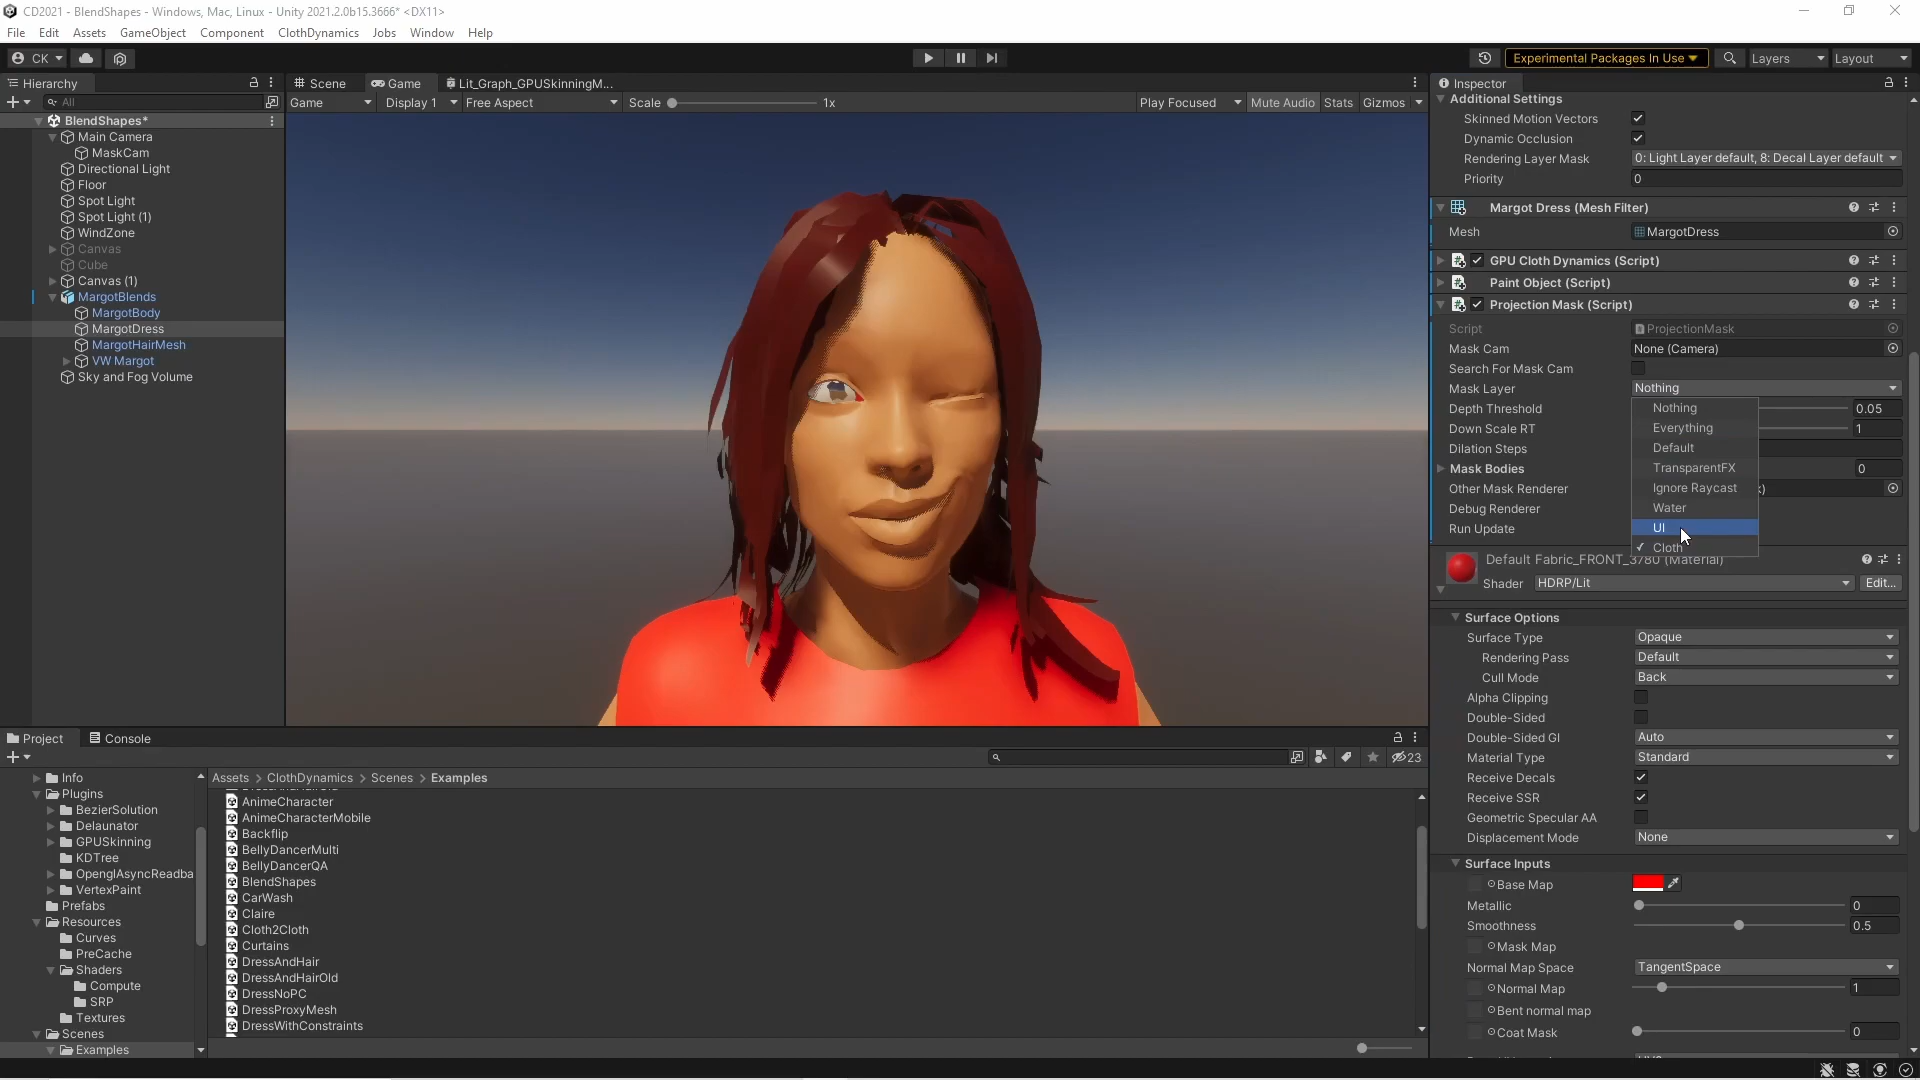 CD2021 - BlendShapes - Windows, Mac, Linux - Unity 2021.2.0b15.3666* <DX11>
File Edit Assets GameObject Component ClothDynamics Jobs Window Help
CK Experimental Packages In Use Layers Layout
Hierarchy
All
BlendShapes*
Main Camera
MaskCam
Directional Light
Floor
Spot Light
Spot Light (1)
WindZone
Canvas
Cube
Canvas (1)
MargotBlends
MargotBody
MargotDress
MargotHairMesh
VW Margot
Sky and Fog Volume
Scene Game Lit_Graph_GPUSkinningM...
Game Display 1 Free Aspect Scale 1x Play Focused Mute Audio Stats Gizmos
Inspector
Additional Settings
Skinned Motion Vectors
Dynamic Occlusion
Rendering Layer Mask 0: Light Layer default, 8: Decal Layer default
Priority 0
Margot Dress (Mesh Filter)
Mesh MargotDress
GPU Cloth Dynamics (Script)
Paint Object (Script)
Projection Mask (Script)
Script ProjectionMask
Mask Cam None (Camera)
Search For Mask Cam
Mask Layer Nothing
Depth Threshold 0.05
Down Scale RT 1
Dilation Steps
Mask Bodies 0
Other Mask Renderer
Debug Renderer
Run Update
Nothing
Everything
Default
TransparentFX
Ignore Raycast
Water
UI
Cloth
Default Fabric_FRONT_3780 (Material)
Shader HDRP/Lit Edit...
Surface Options
Surface Type Opaque
Rendering Pass Default
Cull Mode Back
Alpha Clipping
Double-Sided
Double-Sided GI Auto
Material Type Standard
Receive Decals
Receive SSR
Geometric Specular AA
Displacement Mode None
Surface Inputs
Base Map
Metallic 0
Smoothness 0.5
Mask Map
Normal Map Space TangentSpace
Normal Map 1
Bent normal map
Coat Mask 0
Project Console
23
Info
Plugins
BezierSolution
Delaunator
GPUSkinning
KDTree
OpenglAsyncReadba
VertexPaint
Prefabs
Resources
Curves
PreCache
Shaders
Compute
SRP
Textures
Scenes
Examples
Assets > ClothDynamics > Scenes > Examples
AnimeCharacter
AnimeCharacterMobile
Backflip
BellyDancerMulti
BellyDancerQA
BlendShapes
CarWash
Claire
Cloth2Cloth
Curtains
DressAndHair
DressAndHairOld
DressNoPC
DressProxyMesh
DressWithConstraints